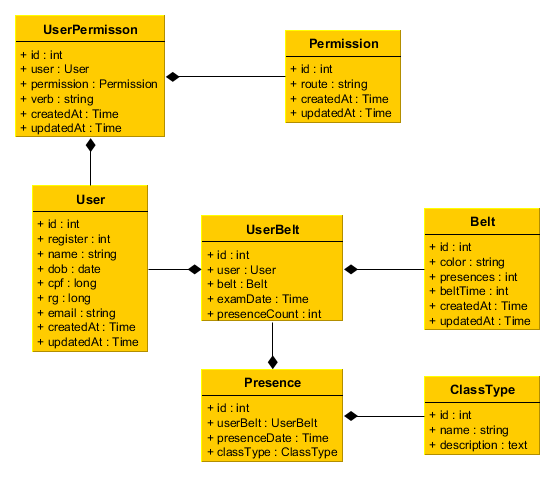 UserPermisson
+ id : int
+ user : User
+ permission : Permission
+ verb : string
+ createdAt : Time
+ updatedAt : Time
Permission
+ id : int
+ route : string
+ createdAt : Time
+ updatedAt : Time
User
+ id : int
+ register : int
+ name : string
+ dob : date
+ cpf : long
+ rg : long
+ email : string
+ createdAt : Time
+ updatedAt : Time
UserBelt
+ id : int
+ user : User
+ belt : Belt
+ examDate : Time
+ presenceCount : int
Belt
+ id : int
+ color : string
+ presences : int
+ beltTime : int
+ createdAt : Time
+ updatedAt : Time
Presence
+ id : int
+ userBelt : UserBelt
+ presenceDate : Time
+ classType : ClassType
ClassType
+ id : int
+ name : string
+ description : text